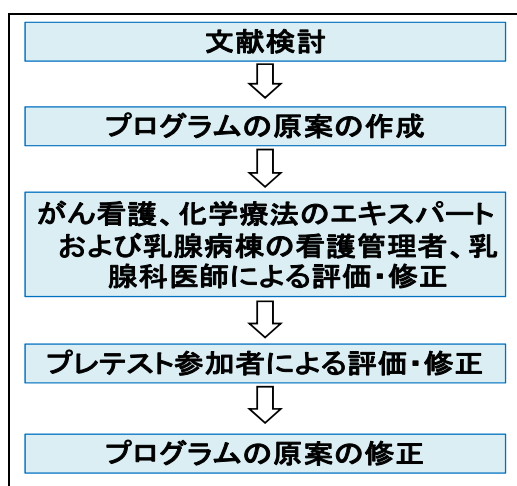 文献検討
プログラムの原案の作成
がん看護、化学療法のエキスパート
および乳腺病棟の看護管理者、乳
腺科医師による評価・修正
プレテスト参加者による評価・修正
プログラムの原案の修正